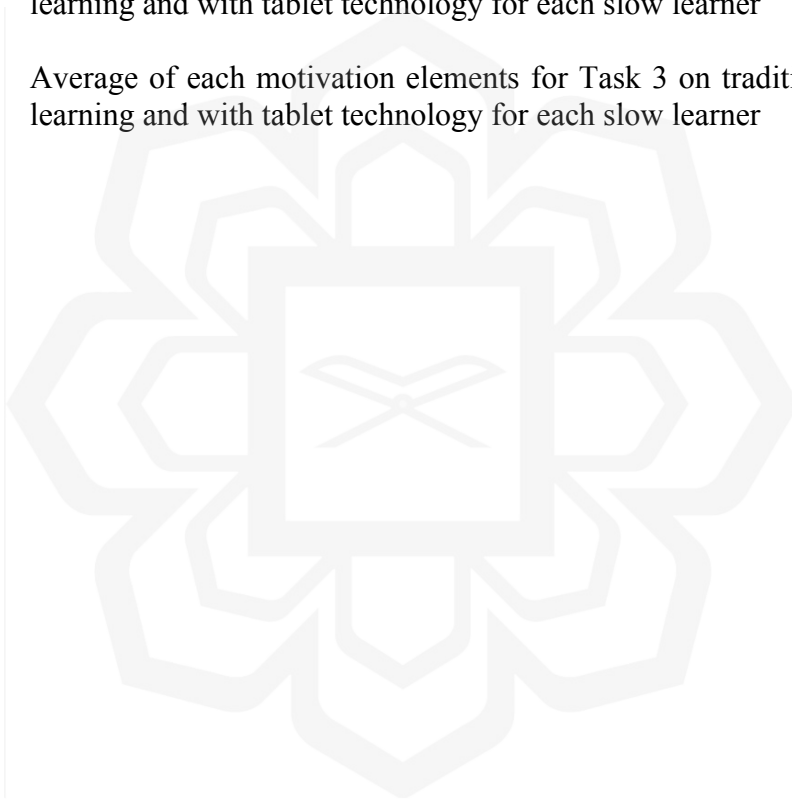 learning and with tablet technology for each slow learner
Average of each motivation elements for Task 3 on traditi
learning and with tablet technology for each slow learner